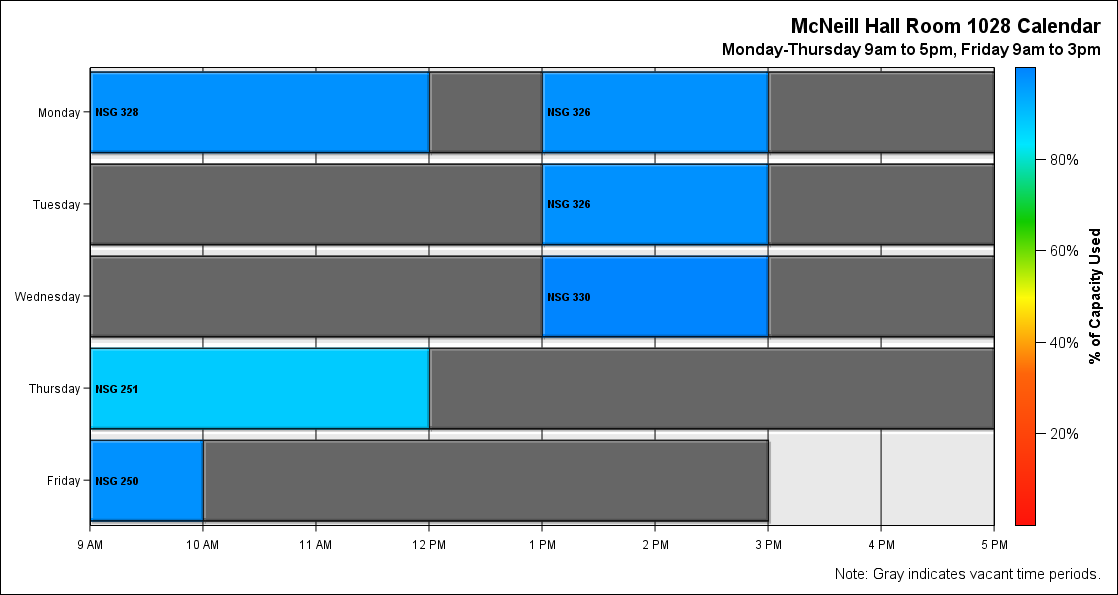 McNeill Hall Room 1028 Calendar
Monday-Thursday 9am to 5pm, Friday 9am to 3pm
Monday
NSG 328
NSG 326
Tuesday
NSG 326
Wednesday
NSG 330
Thursday
NSG 251
Friday
NSG 250
9 AM
10 AM
11 AM
12 PM
1 PM
2 PM
3 PM
4 PM
5 PM
80%
60%
40%
20%
% of Capacity Used
Note: Gray indicates vacant time periods.